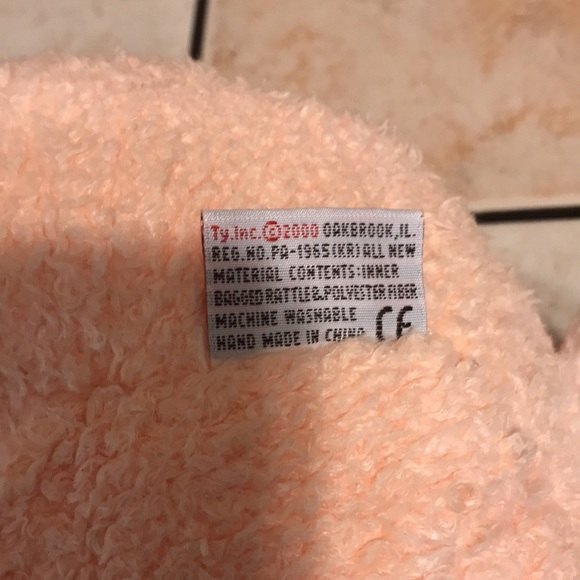 Ty.Inc. ©2000 OAKBROOK,IL.
REG.NO.PA-1965(KR)ALL NEW
MATERIAL CONTENTS:INNER
BAGGED RATTLE&POLYESTER FIBER
MACHINE WASHABLE
HAND MADE IN CHINA CE